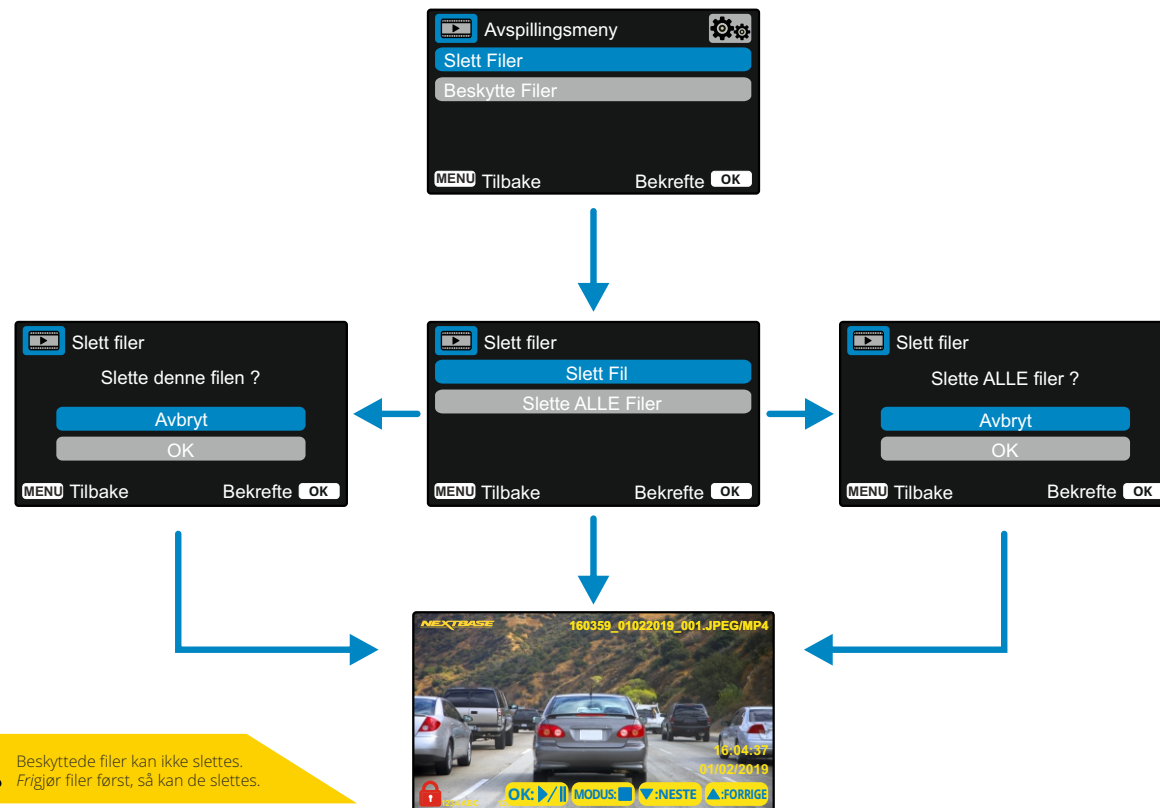 Avspillingsmeny
Slett Filer
Beskytte Filer
MENU Tilbake Bekrefte OK
Slett filer
Slette denne filen ?
Avbryt
OK
MENU Tilbake Bekrefte OK
Slett filer
Slett Fil
Slette ALLE Filer
MENU Tilbake Bekrefte OK
Slett filer
Slette ALLE filer ?
Avbryt
OK
MENU Tilbake Bekrefte OK
NEXTBASE 160359_01022019_001.JPEG/MP4
16:04:37
01/02/2019
OK: MODUS: ▼:NESTE ▲:FORRIGE
Beskyttede filer kan ikke slettes.
Frigjør filer først, så kan de slettes.